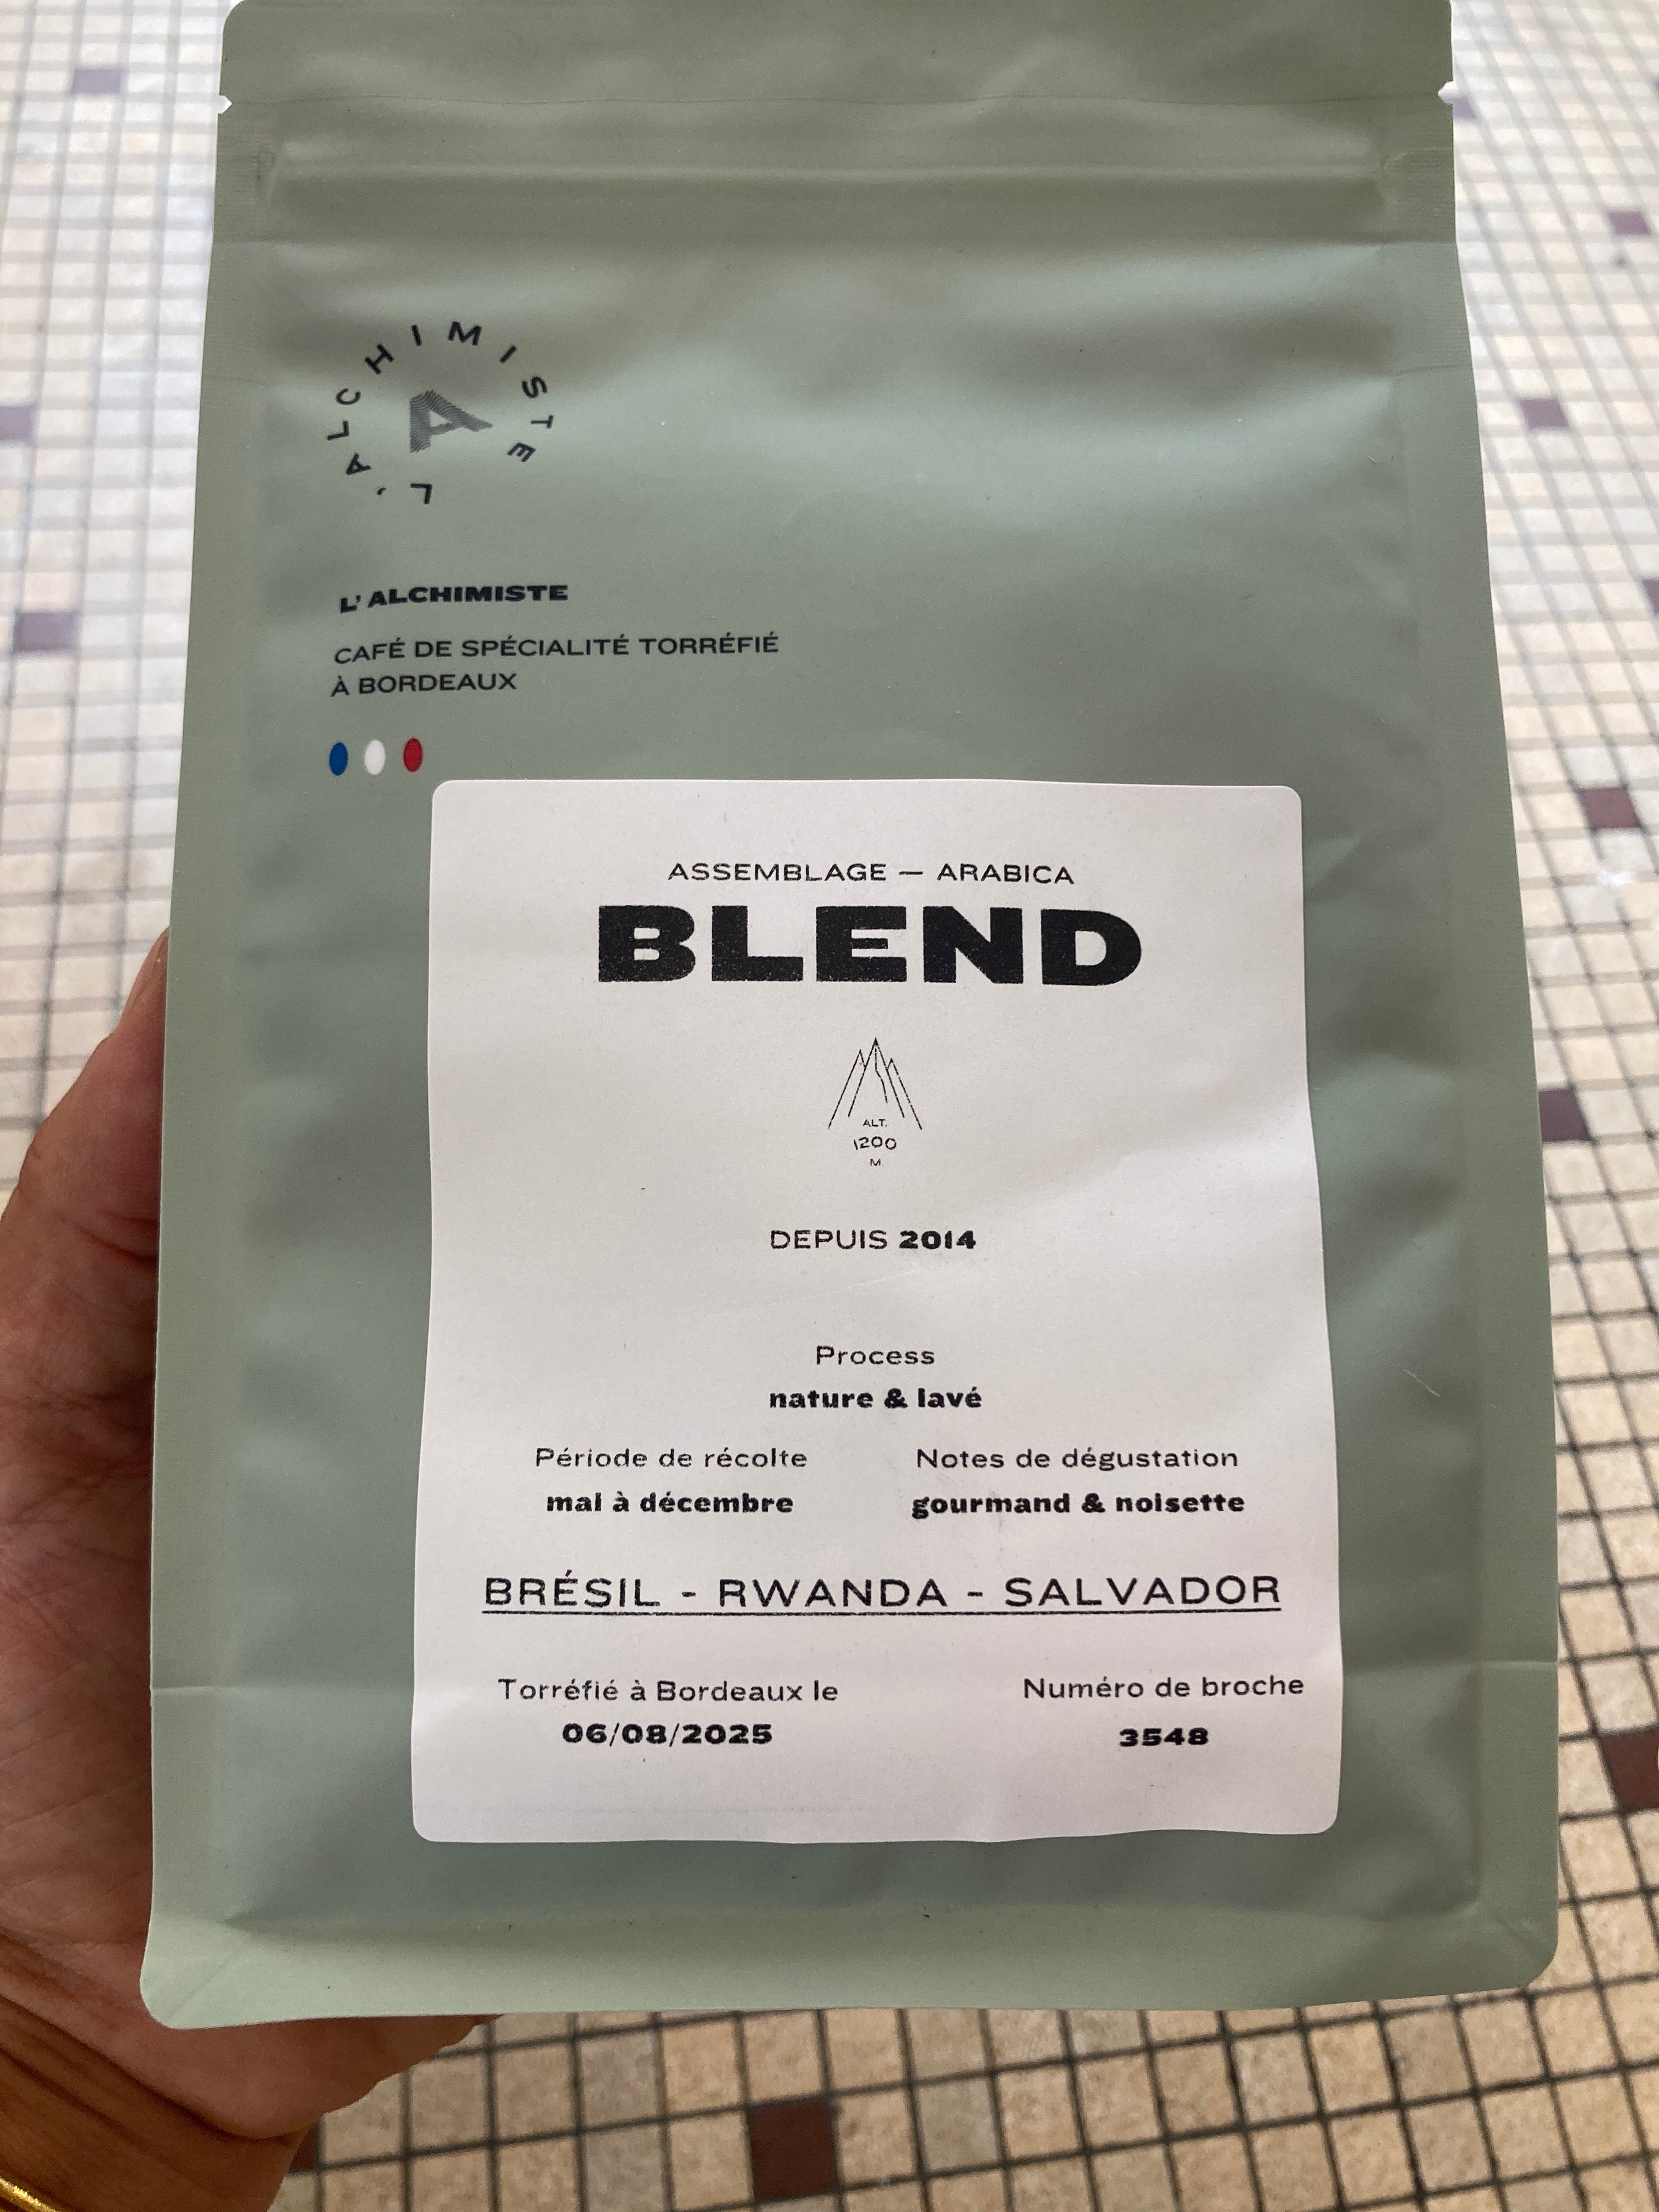 L'ALCHIMISTE
A
L'ALCHIMISTE
CAFÉ DE SPÉCIALITÉ TORRÉFIÉ
À BORDEAUX
ASSEMBLAGE — ARABICA
BLEND
ALT.
1200
M
DEPUIS 2014
Process
nature & lavé
Période de récolte
mai à décembre
Notes de dégustation
gourmand & noisette
BRÉSIL - RWANDA - SALVADOR
Torréfié à Bordeaux le
06/08/2025
Numéro de broche
3548